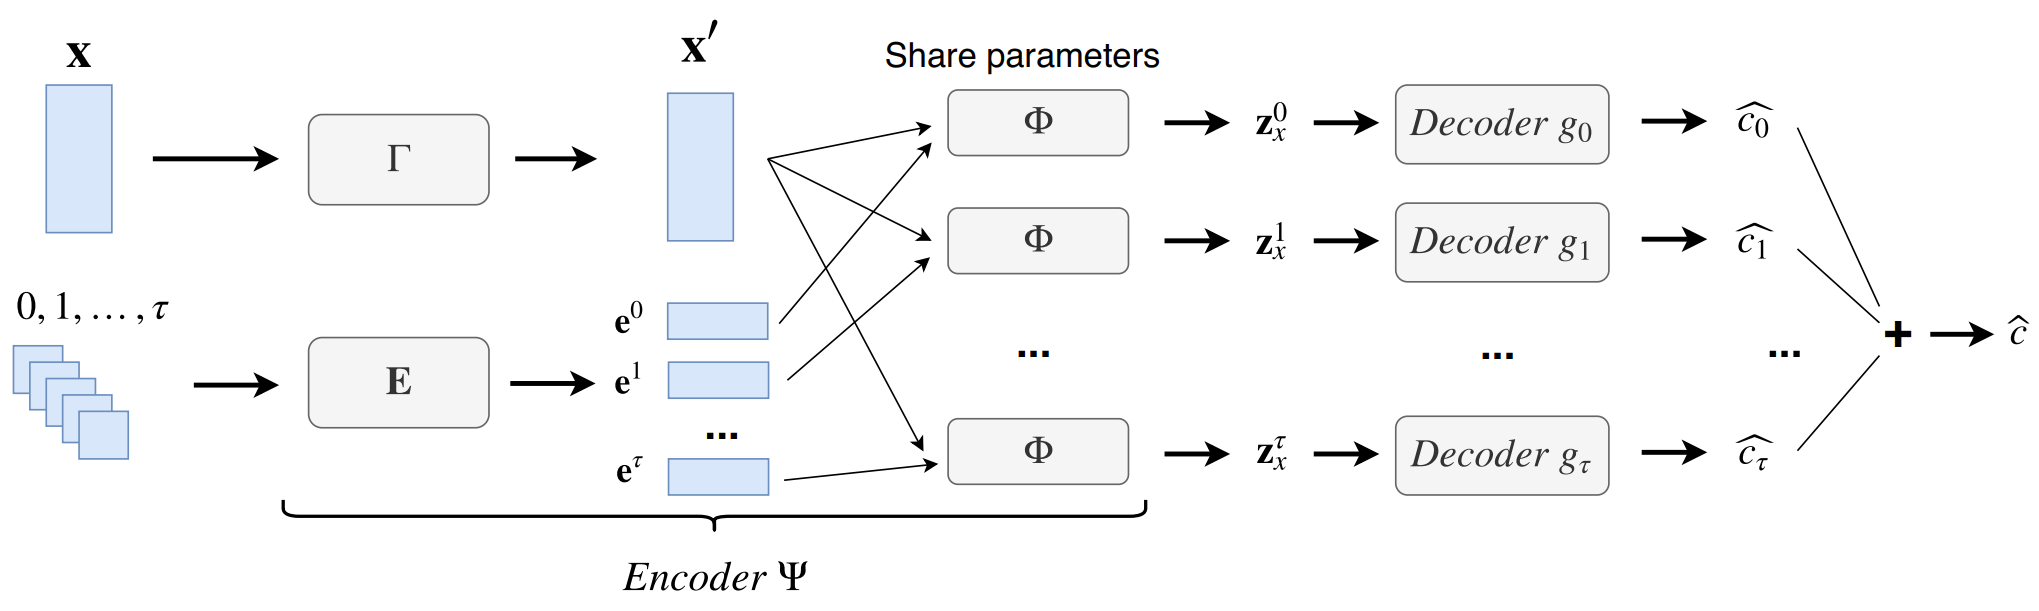 x
Γ
x′
Share parameters
Φ
z_x^0
Decoder g_0
ĉ_0
Φ
z_x^1
Decoder g_1
ĉ_1
0, 1, …, τ
E
e^0
e^1
...
e^τ
...
...
...
+
ĉ
Φ
z_x^τ
Decoder g_τ
ĉ_τ
Encoder Ψ